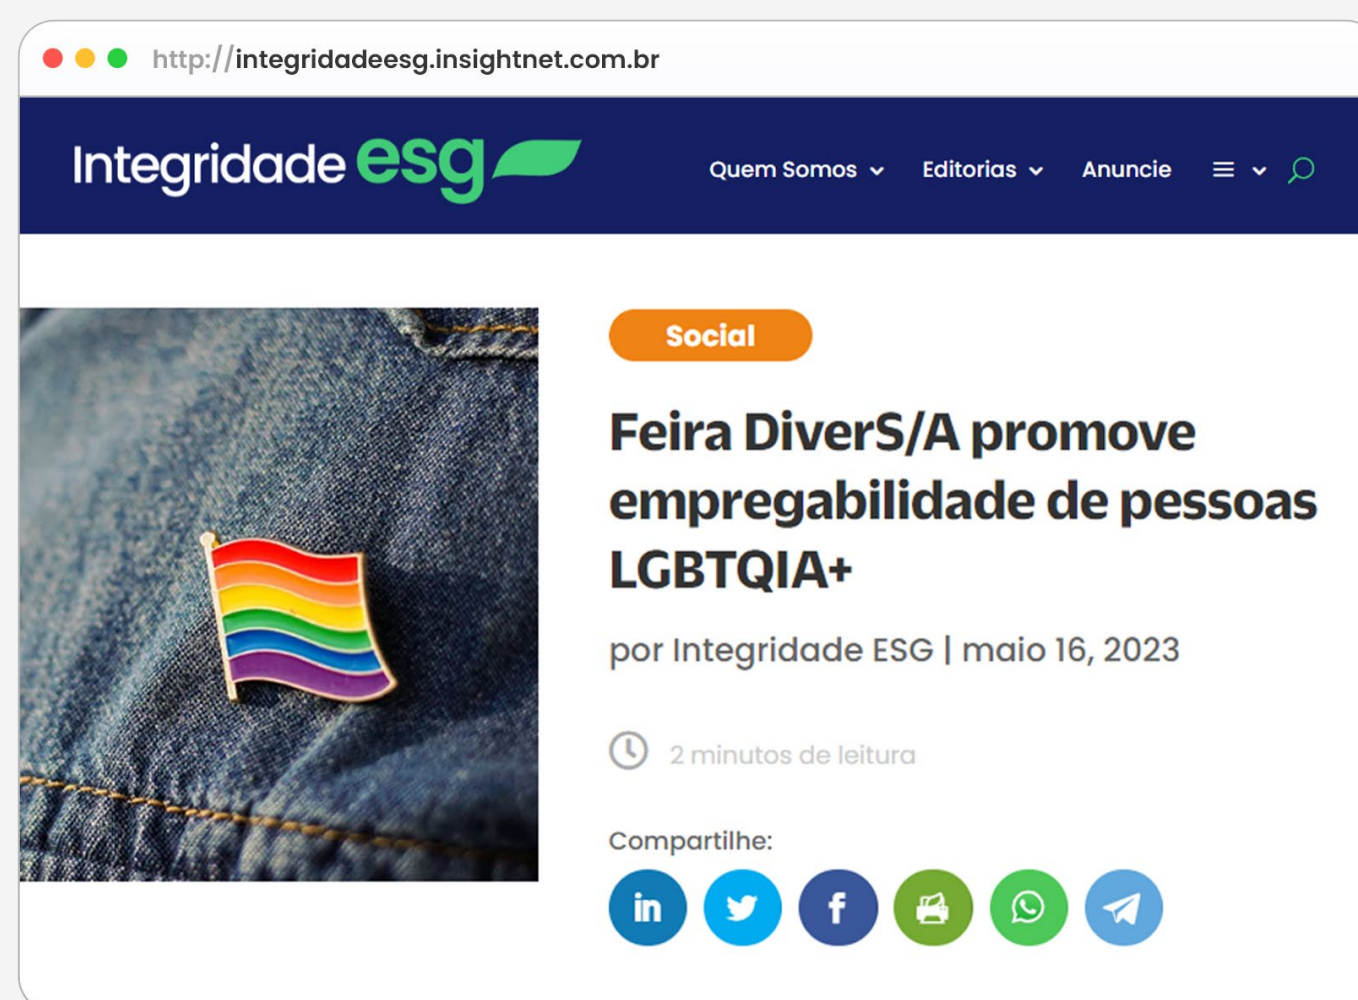 http://integridadeesg.insightnet.com.br
Integridade esg
Quem Somos
Editorias
Anuncie
Social
Feira DiverS/A promove
empregabilidade de pessoas
LGBTQIA+
por Integridade ESG | maio 16, 2023
2 minutos de leitura
Compartilhe:
in
f